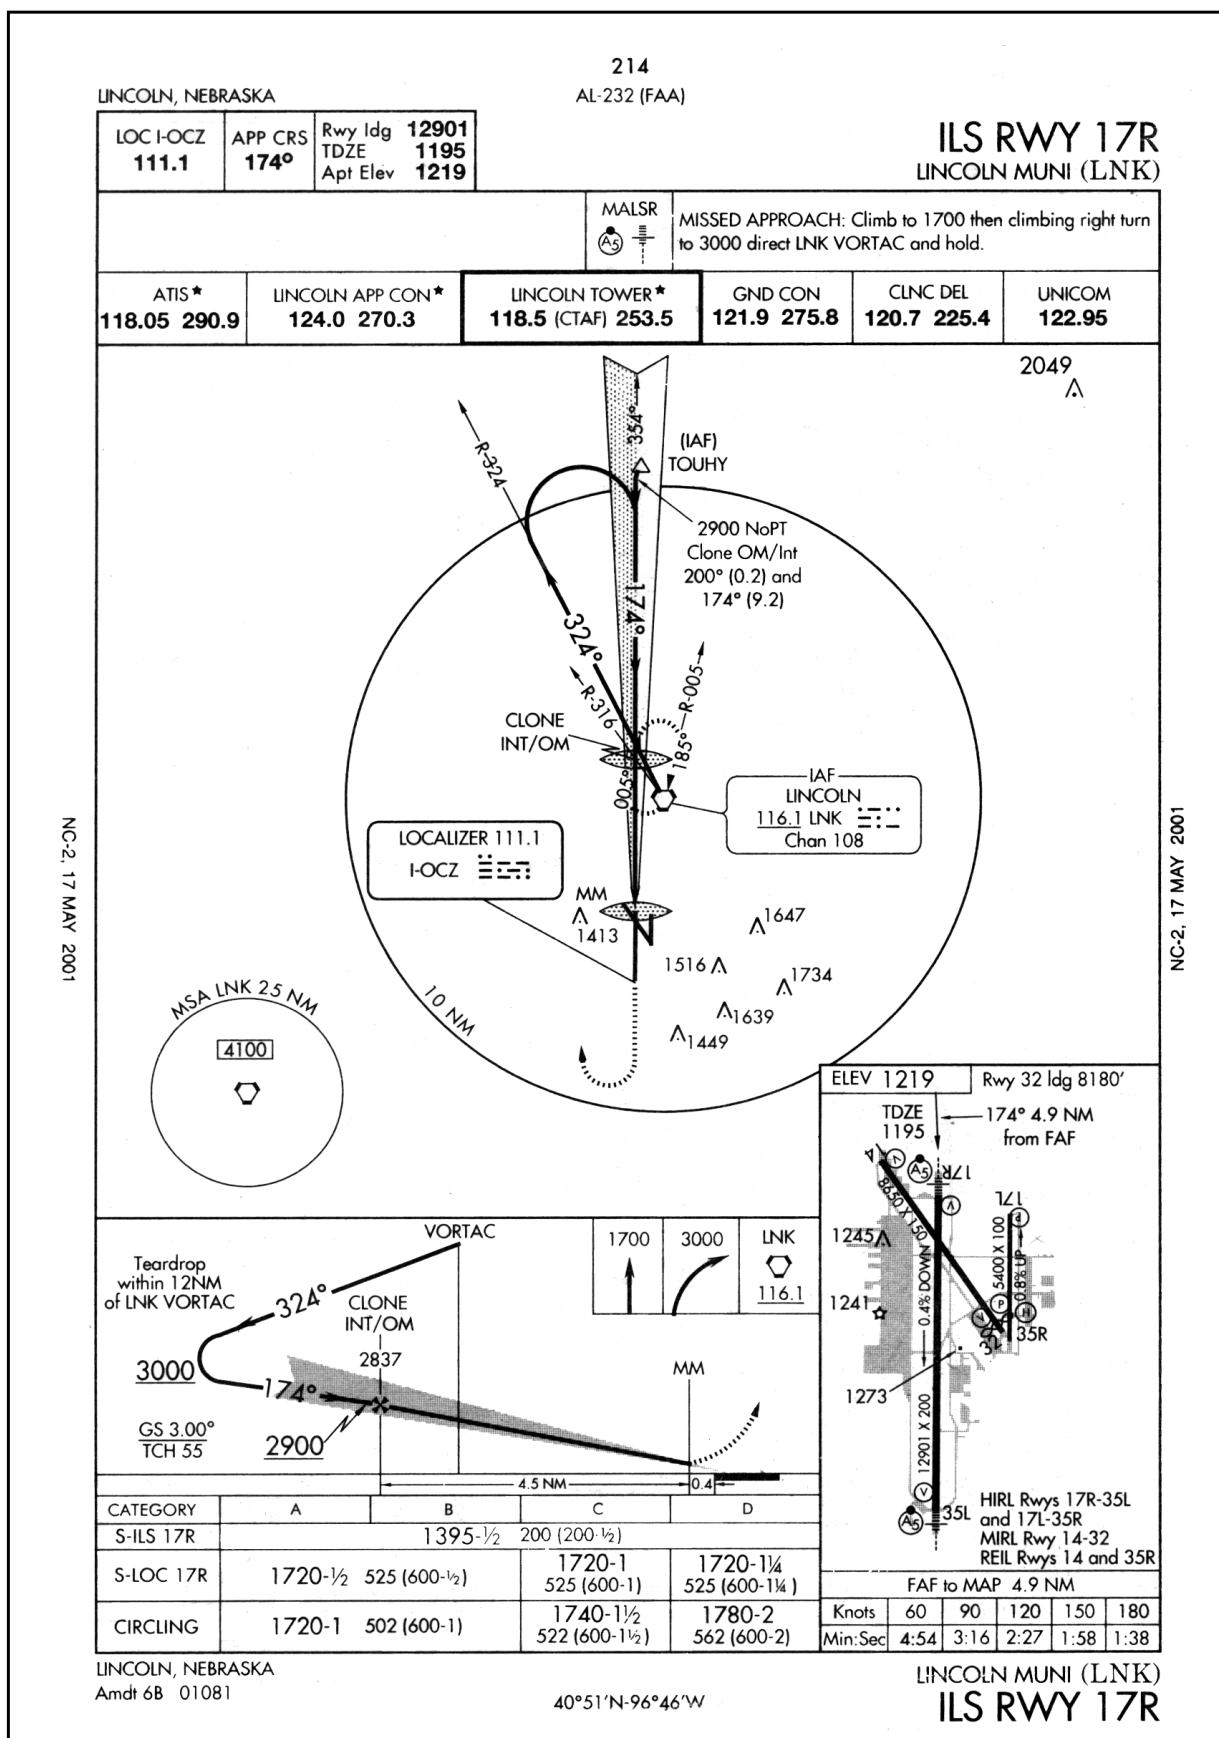 214
LINCOLN, NEBRASKA
AL-232 (FAA)
LOC I-OCZ
111.1
APP CRS
174°
Rwy ldg 12901
TDZE 1195
Apt Elev 1219
ILS RWY 17R
LINCOLN MUNI (LNK)
MALSR
A5
MISSED APPROACH: Climb to 1700 then climbing right turn
to 3000 direct LNK VORTAC and hold.
ATIS★
118.05 290.9
LINCOLN APP CON★
124.0 270.3
LINCOLN TOWER★
118.5 (CTAF) 253.5
GND CON
121.9 275.8
CLNC DEL
120.7 225.4
UNICOM
122.95
2049
354°
(IAF)
TOUHY
R-324
2900 NoPT
Clone OM/Int
200° (0.2) and
174° (9.2)
174°
324°
R-316
R-005
185°
005°
CLONE
INT/OM
IAF
LINCOLN
116.1 LNK
Chan 108
LOCALIZER 111.1
I-OCZ
MM
1413
1647
1516
1734
1639
1449
10 NM
MSA LNK 25 NM
4100
NC-2, 17 MAY 2001
NC-2, 17 MAY 2001
ELEV 1219
Rwy 32 ldg 8180'
TDZE
1195
174° 4.9 NM
from FAF
A5
17R
17L
8650 X 150
5400 X 100
0.8% UP
0.4% DOWN
1245
1241
P
P
H
V
V
V
V
32
35R
1273
12901 X 200
A5
35L
HIRL Rwys 17R-35L
and 17L-35R
MIRL Rwy 14-32
REIL Rwys 14 and 35R
FAF to MAP 4.9 NM
Knots 60 90 120 150 180
Min:Sec 4:54 3:16 2:27 1:58 1:38
VORTAC
Teardrop
within 12NM
of LNK VORTAC
324°
CLONE
INT/OM
2837
3000
174°
GS 3.00°
TCH 55
2900
MM
4.5 NM
0.4
1700
3000
LNK
116.1
CATEGORY A B C D
S-ILS 17R 1395-½ 200 (200-½)
S-LOC 17R 1720-½ 525 (600-½) 1720-1 525 (600-1) 1720-1¼ 525 (600-1¼)
CIRCLING 1720-1 502 (600-1) 1740-1½ 522 (600-1½) 1780-2 562 (600-2)
LINCOLN, NEBRASKA
Amdt 6B 01081
40°51'N-96°46'W
LINCOLN MUNI (LNK)
ILS RWY 17R